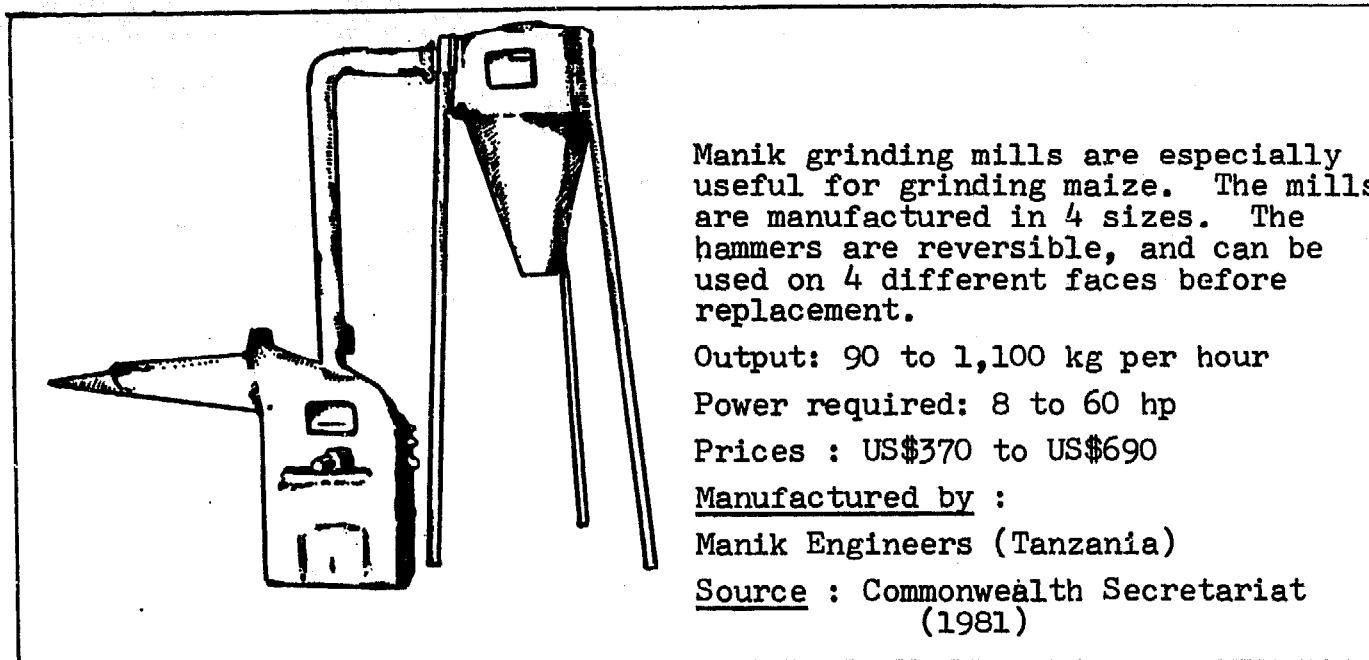 Manik grinding mills are especially
useful for grinding maize. The mills
are manufactured in 4 sizes. The
hammers are reversible, and can be
used on 4 different faces before
replacement.
Output: 90 to 1,100 kg per hour
Power required: 8 to 60 hp
Prices : US$370 to US$690
Manufactured by :
Manik Engineers (Tanzania)
Source : Commonwealth Secretariat
(1981)